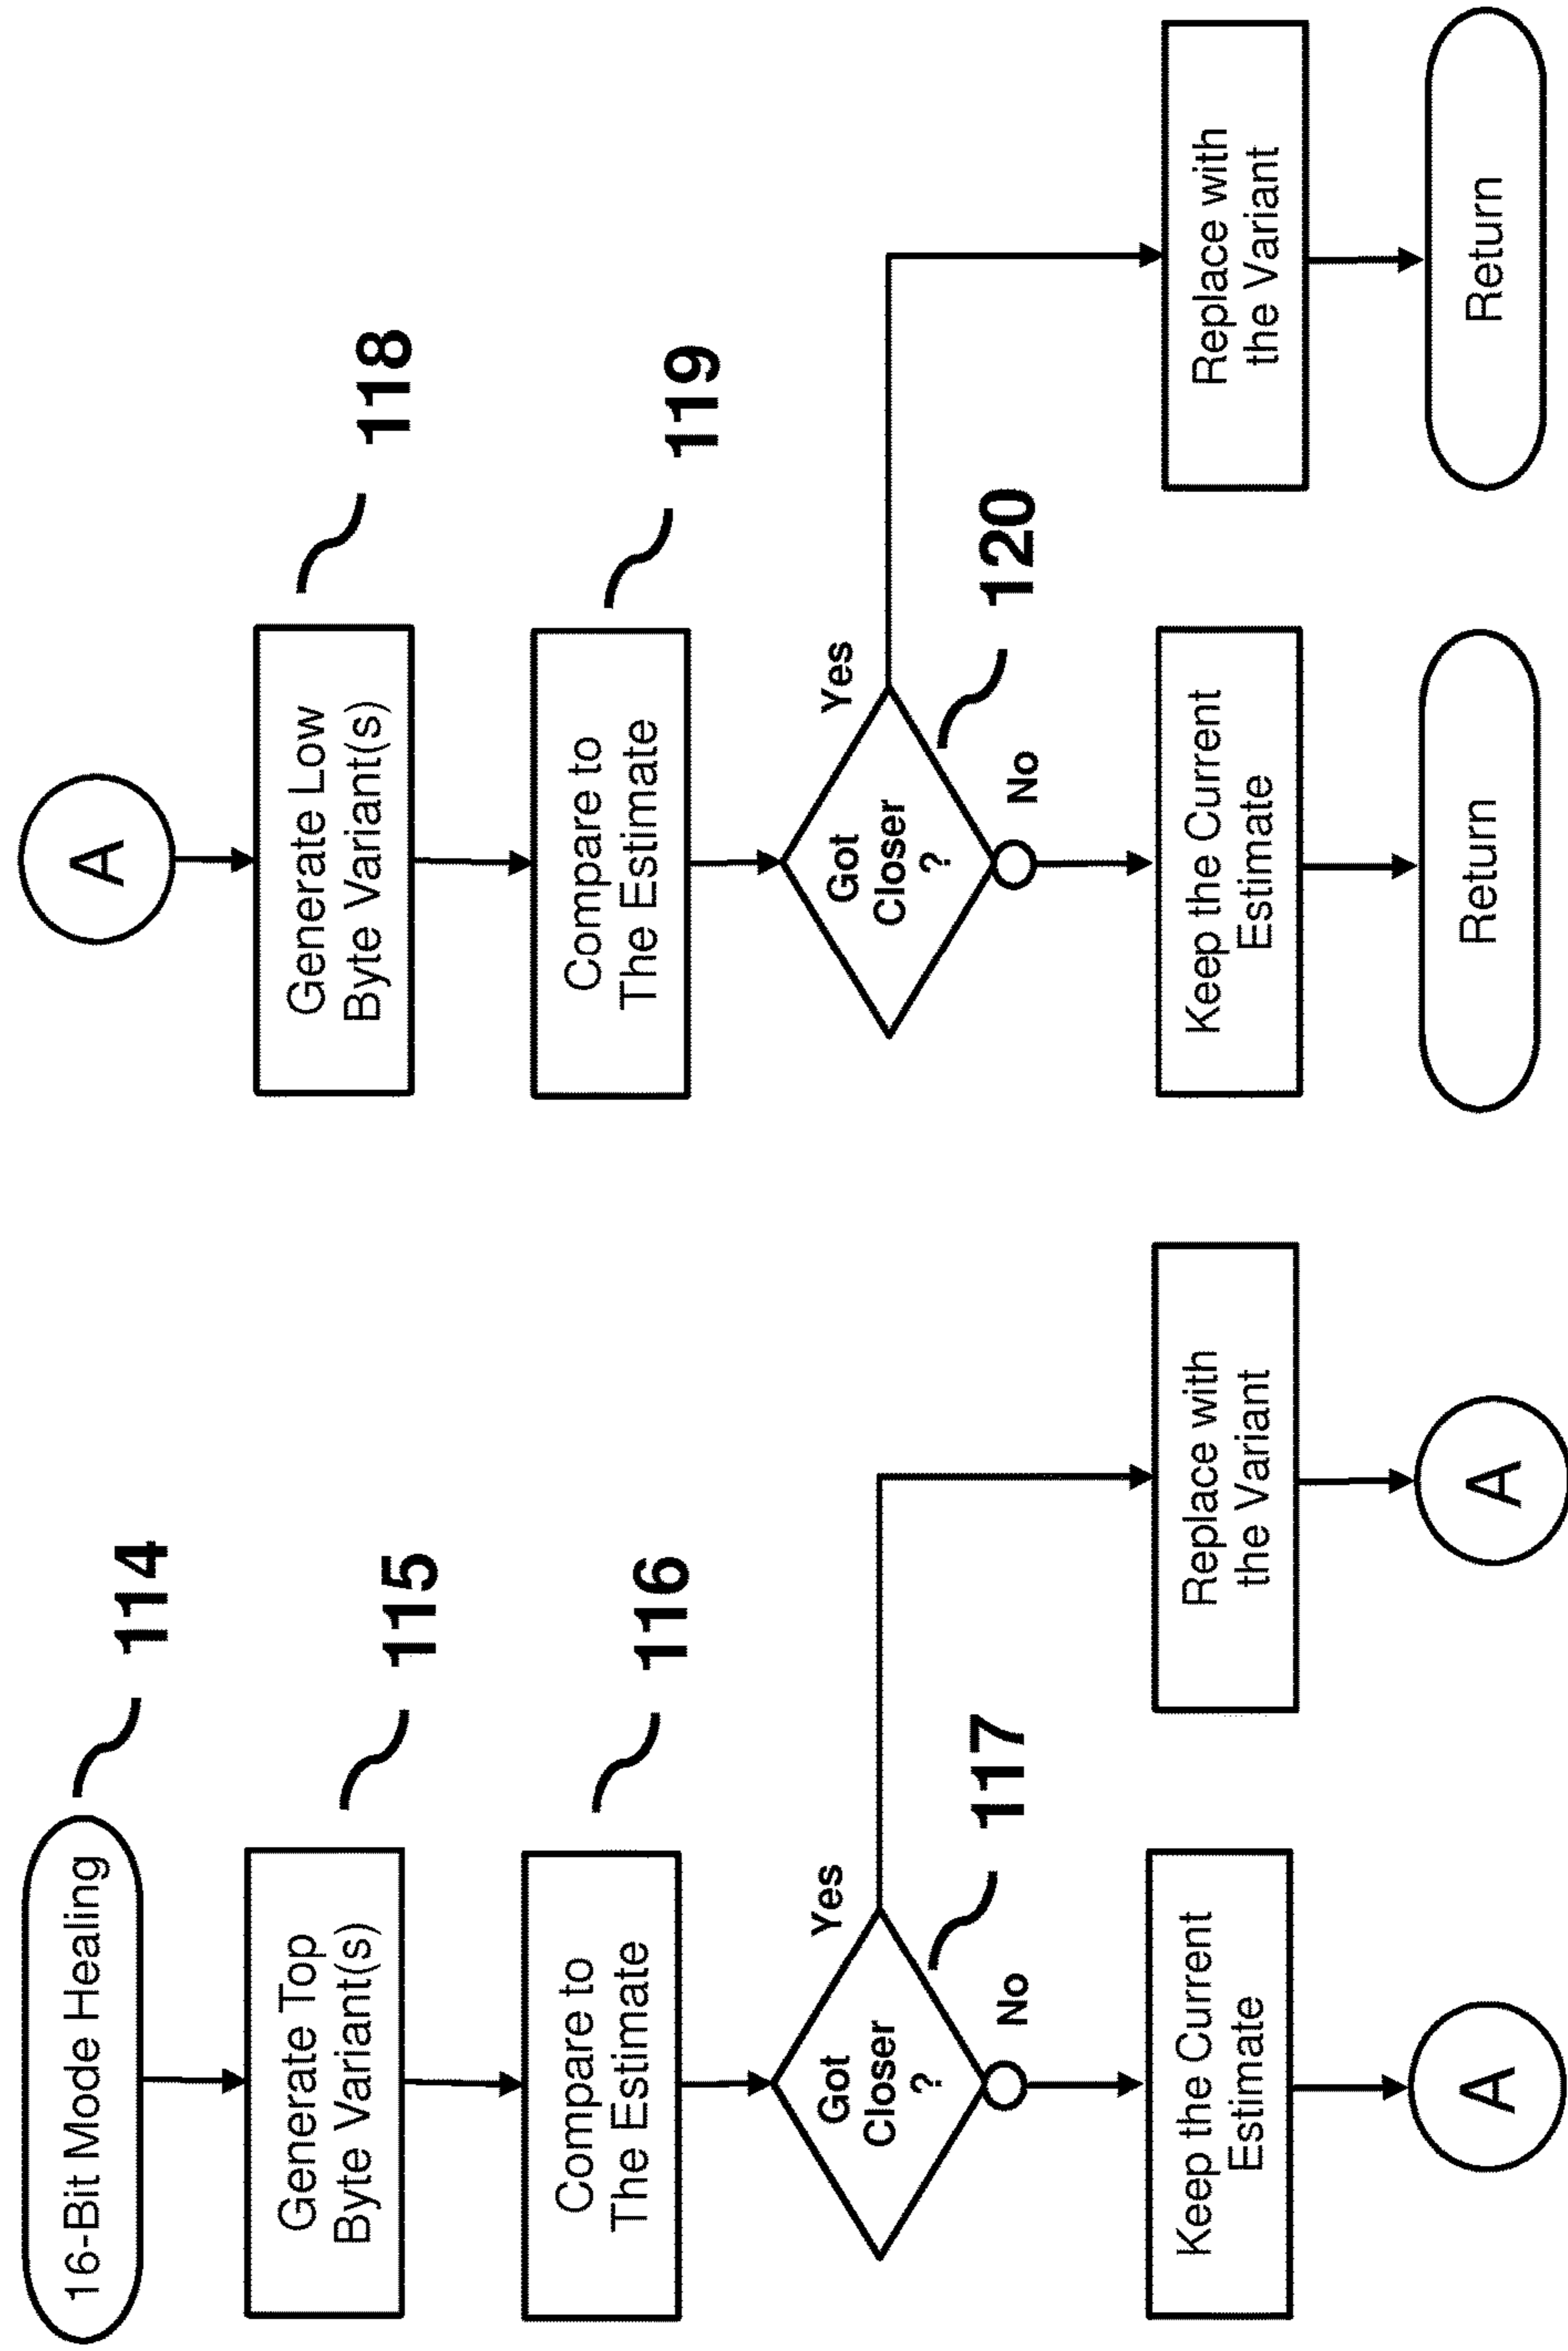 16-Bit Mode Healing
114
Generate Top
Byte Variant(s)
115
Compare to
The Estimate
116
Got
Closer
?
Yes
No
117
Keep the Current
Estimate
Replace with
the Variant
A
A
A
Generate Low
Byte Variant(s)
118
Compare to
The Estimate
119
Got
Closer
?
Yes
No
120
Keep the Current
Estimate
Replace with
the Variant
Return
Return